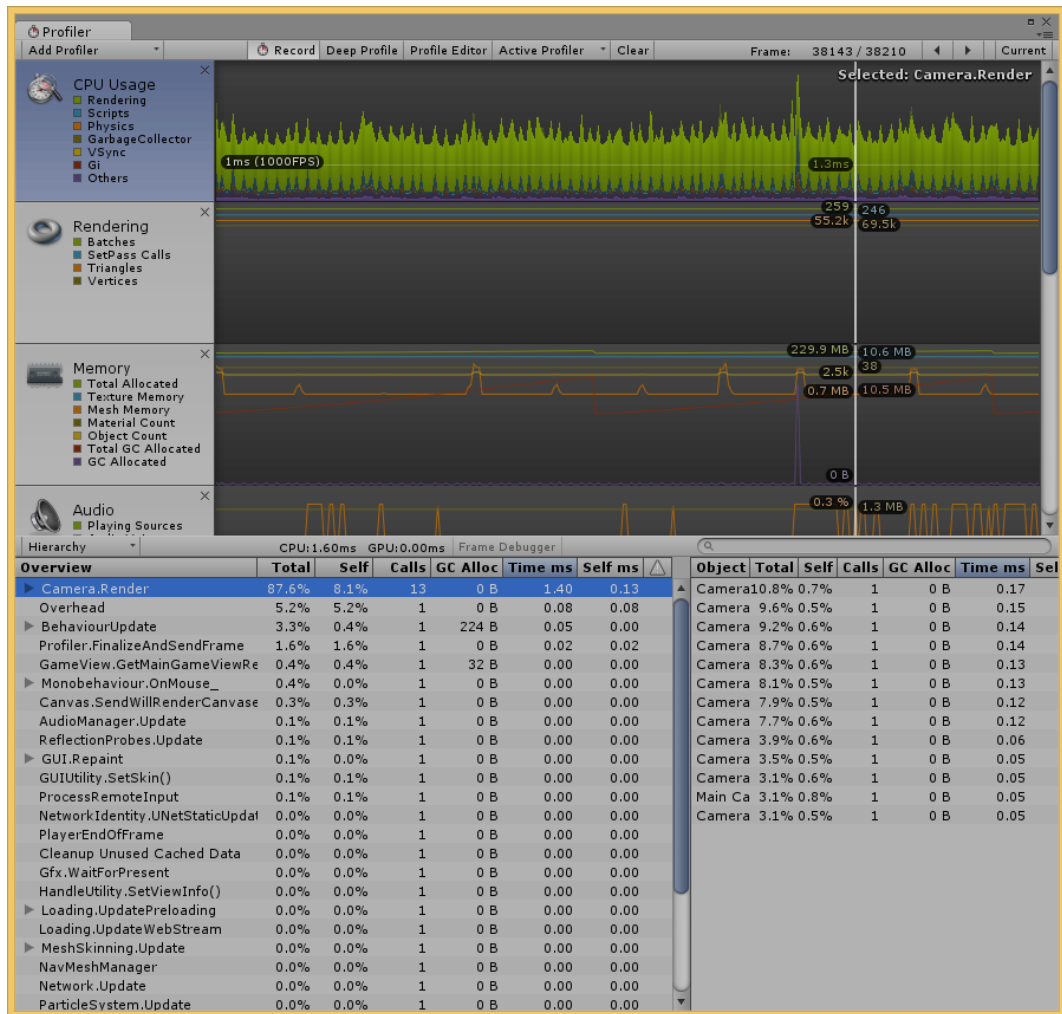 Profiler
Add Profiler Record Deep Profile Profile Editor Active Profiler Clear Frame: 38143 / 38210 Current
CPU Usage
Rendering
Scripts
Physics
GarbageCollector
VSync
Gi
Others
Selected: Camera.Render
1ms (1000FPS)
1.3ms
Rendering
Batches
SetPass Calls
Triangles
Vertices
259 246
55.2k 69.5k
Memory
Total Allocated
Texture Memory
Mesh Memory
Material Count
Object Count
Total GC Allocated
GC Allocated
229.9 MB 10.6 MB
2.5k 38
0.7 MB 10.5 MB
0 B
Audio
Playing Sources
0.3 % 1.3 MB
Hierarchy CPU:1.60ms GPU:0.00ms Frame Debugger
Overview Total Self Calls GC Alloc Time ms Self ms
Camera.Render 87.6% 8.1% 13 0 B 1.40 0.13
Overhead 5.2% 5.2% 1 0 B 0.08 0.08
BehaviourUpdate 3.3% 0.4% 1 224 B 0.05 0.00
Profiler.FinalizeAndSendFrame 1.6% 1.6% 1 0 B 0.02 0.02
GameView.GetMainGameViewRe 0.4% 0.4% 1 32 B 0.00 0.00
Monobehaviour.OnMouse_ 0.4% 0.0% 1 0 B 0.00 0.00
Canvas.SendWillRenderCanvase 0.3% 0.3% 1 0 B 0.00 0.00
AudioManager.Update 0.1% 0.1% 1 0 B 0.00 0.00
ReflectionProbes.Update 0.1% 0.1% 1 0 B 0.00 0.00
GUI.Repaint 0.1% 0.0% 1 0 B 0.00 0.00
GUIUtility.SetSkin() 0.1% 0.1% 1 0 B 0.00 0.00
ProcessRemoteInput 0.1% 0.1% 1 0 B 0.00 0.00
NetworkIdentity.UNetStaticUpdat 0.0% 0.0% 1 0 B 0.00 0.00
PlayerEndOfFrame 0.0% 0.0% 1 0 B 0.00 0.00
Cleanup Unused Cached Data 0.0% 0.0% 1 0 B 0.00 0.00
Gfx.WaitForPresent 0.0% 0.0% 1 0 B 0.00 0.00
HandleUtility.SetViewInfo() 0.0% 0.0% 1 0 B 0.00 0.00
Loading.UpdatePreloading 0.0% 0.0% 1 0 B 0.00 0.00
Loading.UpdateWebStream 0.0% 0.0% 1 0 B 0.00 0.00
MeshSkinning.Update 0.0% 0.0% 1 0 B 0.00 0.00
NavMeshManager 0.0% 0.0% 1 0 B 0.00 0.00
Network.Update 0.0% 0.0% 1 0 B 0.00 0.00
ParticleSystem.Update 0.0% 0.0% 1 0 B 0.00 0.00
Object Total Self Calls GC Alloc Time ms Sel
Camera 10.8% 0.7% 1 0 B 0.17
Camera 9.6% 0.6% 1 0 B 0.15
Camera 9.2% 0.6% 1 0 B 0.14
Camera 8.7% 0.6% 1 0 B 0.14
Camera 8.3% 0.6% 1 0 B 0.13
Camera 8.1% 0.5% 1 0 B 0.13
Camera 7.9% 0.5% 1 0 B 0.12
Camera 7.7% 0.6% 1 0 B 0.12
Camera 3.9% 0.6% 1 0 B 0.06
Camera 3.5% 0.5% 1 0 B 0.05
Camera 3.1% 0.6% 1 0 B 0.05
Main Ca 3.1% 0.8% 1 0 B 0.05
Camera 3.1% 0.5% 1 0 B 0.05